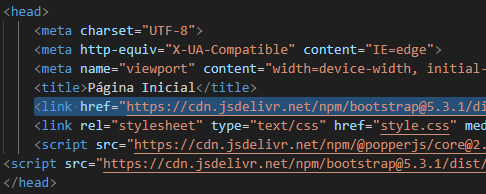 <head>
<meta charset="UTF-8">
<meta http-equiv="X-UA-Compatible" content="IE=edge">
<meta name="viewport" content="width=device-width, initial-
<title>Página Inicial</title>
<link href="https://cdn.jsdelivr.net/npm/bootstrap@5.3.1/di
<link rel="stylesheet" type="text/css" href="style.css" med
<script src="https://cdn.jsdelivr.net/npm/@popperjs/core@2.
<script src="https://cdn.jsdelivr.net/npm/bootstrap@5.3.1/dist/
</head>